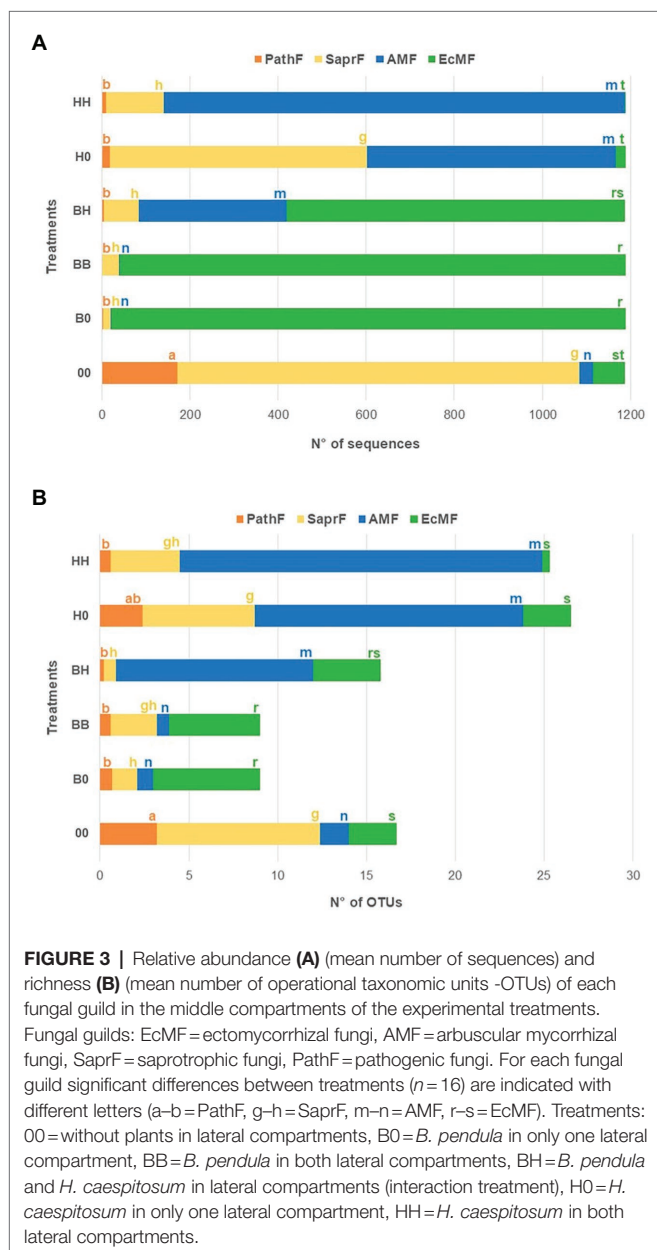 A
PathF SaprF AMF EcMF
b h m t
HH
b g m t
H0
b h m rs
BH
b h n r
BB
b h n r
B0
a g n st
00
Treatments
0 200 400 600 800 1000 1200
N° of sequences
B
PathF SaprF AMF EcMF
b gh m s
HH
ab g m s
H0
b h m rs
BH
b gh n r
BB
b h n r
B0
a g n s
00
Treatments
0 5 10 15 20 25 30
N° of OTUs
FIGURE 3 | Relative abundance (A) (mean number of sequences) and
richness (B) (mean number of operational taxonomic units -OTUs) of each
fungal guild in the middle compartments of the experimental treatments.
Fungal guilds: EcMF = ectomycorrhizal fungi, AMF = arbuscular mycorrhizal
fungi, SaprF = saprotrophic fungi, PathF = pathogenic fungi. For each fungal
guild significant differences between treatments (n = 16) are indicated with
different letters (a–b = PathF, g–h = SaprF, m–n = AMF, r–s = EcMF). Treatments:
00 = without plants in lateral compartments, B0 = B. pendula in only one lateral
compartment, BB = B. pendula in both lateral compartments, BH = B. pendula
and H. caespitosum in lateral compartments (interaction treatment), H0 = H.
caespitosum in only one lateral compartment, HH = H. caespitosum in both
lateral compartments.